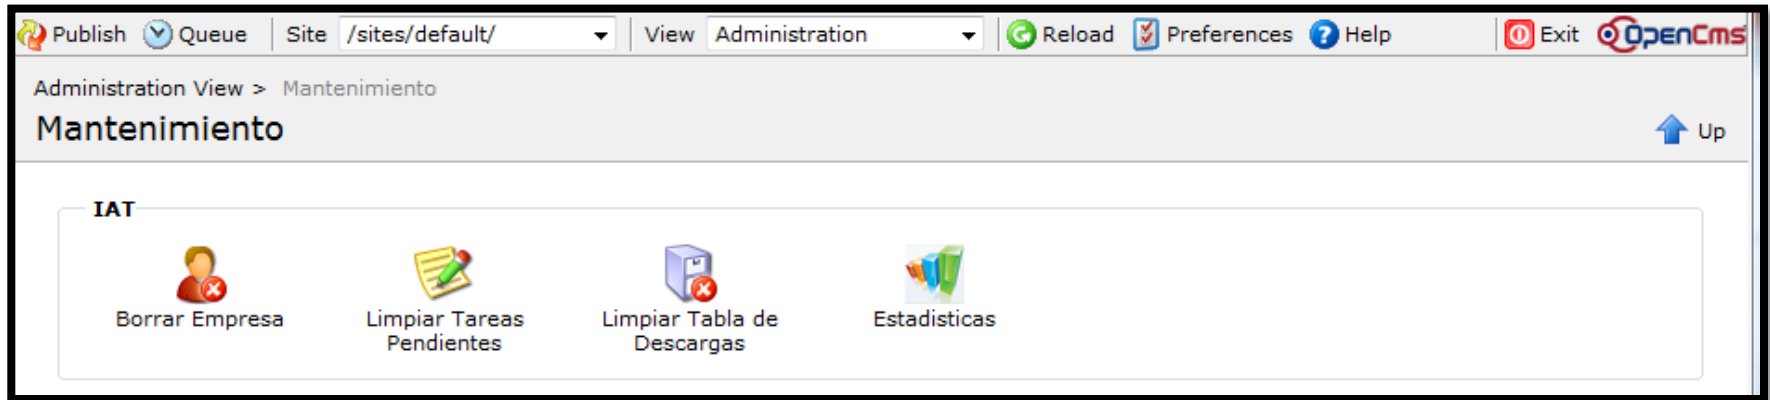 Publish Queue Site /sites/default/ View Administration Reload Preferences Help Exit OpenCms
Administration View > Mantenimiento
Mantenimiento
Up
IAT
Borrar Empresa
Limpiar Tareas
Pendientes
Limpiar Tabla de
Descargas
Estadisticas